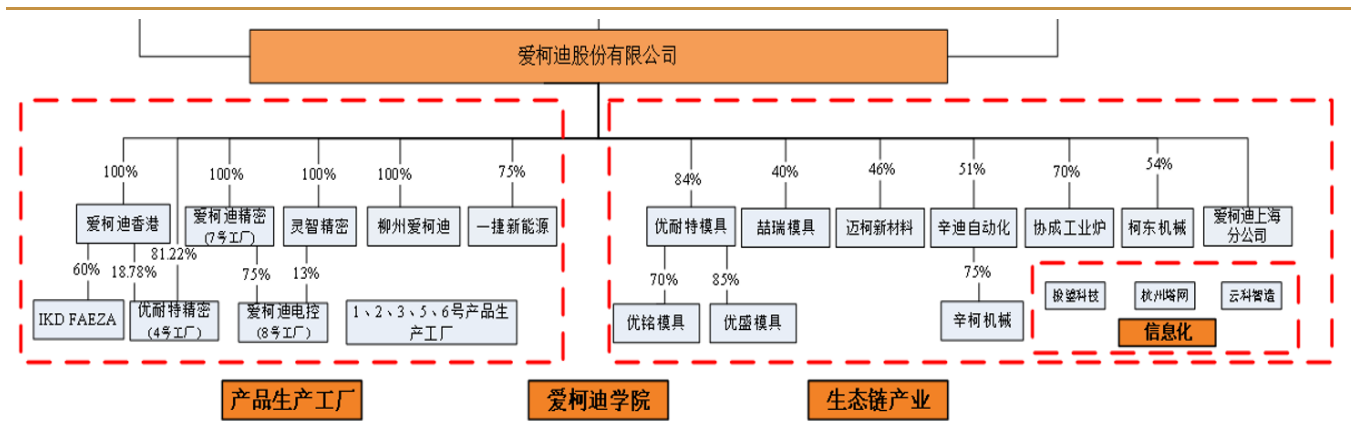 爱柯迪股份有限公司
100%
100%
100%
100%
75%
84%
40%
46%
51%
70%
54%
爱柯迪香港
爱柯迪精密
(7号工厂)
灵智精密
柳州爱柯迪
一捷新能源
优耐特模具
喆瑞模具
迈柯新材料
辛迪自动化
协成工业炉
柯东机械
爱柯迪上海
分公司
60%
18.78%
81.22%
75%
13%
70%
85%
75%
IKD FAEZA
优耐特精密
(4号工厂)
爱柯迪电控
(8号工厂)
1、2、3、5、6号产品生
产工厂
优铭模具
优盛模具
辛柯机械
杭州塔网
云科智造
信息化
产品生产工厂
爱柯迪学院
生态链产业